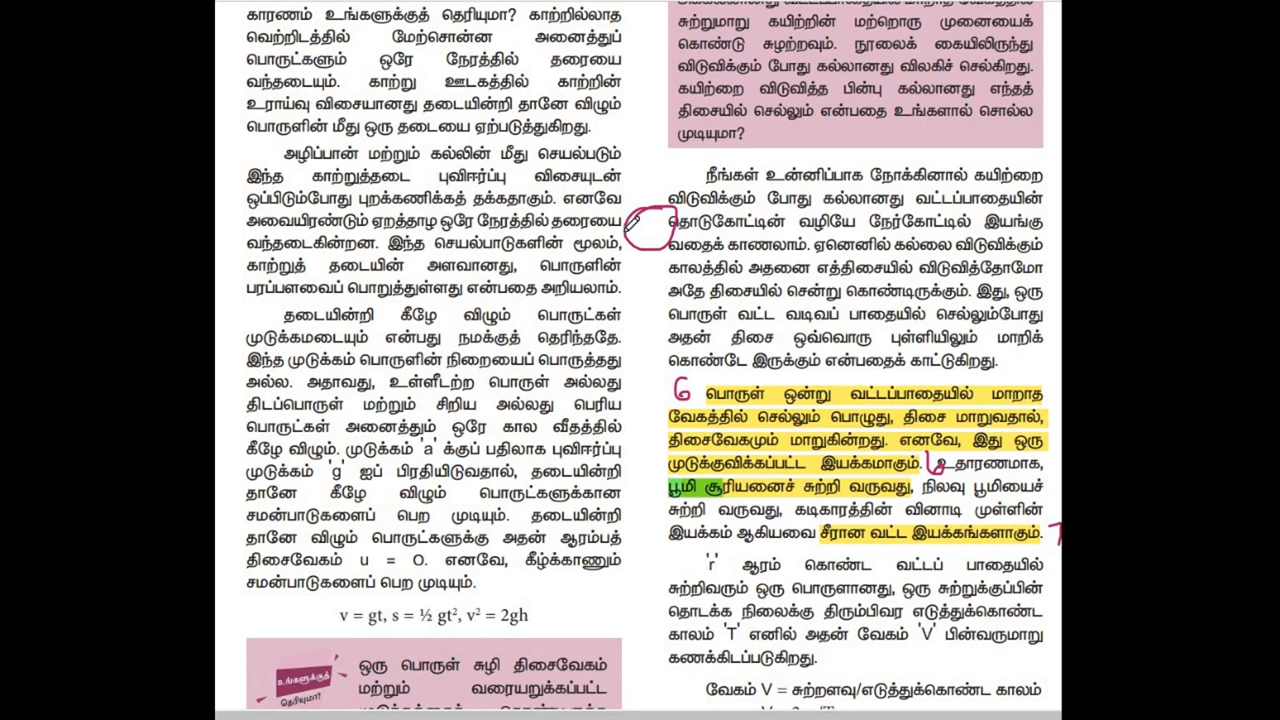 காரணம் உங்களுக்குத் தெரியுமா? காற்றில்லாத
வெற்றிடத்தில் மேற்சொன்ன அனைத்துப்
பொருட்களும் ஒரே நேரத்தில் தரையை
வந்தடையும். காற்று ஊடகத்தில் காற்றின்
உராய்வு விசையானது தடையின்றி தானே விழும்
பொருளின் மீது ஒரு தடையை ஏற்படுத்துகிறது.
அழிப்பான் மற்றும் கல்லின் மீது செயல்படும்
இந்த காற்றுத்தடை புவிஈர்ப்பு விசையுடன்
ஒப்பிடும்போது புறக்கணிக்கத் தக்கதாகும். எனவே
அவையிரண்டும் ஏறத்தாழ ஒரே நேரத்தில் தரையை
வந்தடைகின்றன. இந்த செயல்பாடுகளின் மூலம்,
காற்றுத் தடையின் அளவானது, பொருளின்
பரப்பளவைப் பொறுத்துள்ளது என்பதை அறியலாம்.
தடையின்றி கீழே விழும் பொருட்கள்
முடுக்கமடையும் என்பது நமக்குத் தெரிந்ததே.
இந்த முடுக்கம் பொருளின் நிறையைப் பொருத்தது
அல்ல. அதாவது, உள்ளீடற்ற பொருள் அல்லது
திடப்பொருள் மற்றும் சிறிய அல்லது பெரிய
பொருட்கள் அனைத்தும் ஒரே கால வீதத்தில்
கீழே விழும். முடுக்கம் 'a' க்குப் பதிலாக புவிஈர்ப்பு
முடுக்கம் 'g' ஐப் பிரதியிடுவதால், தடையின்றி
தானே கீழே விழும் பொருட்களுக்கான
சமன்பாடுகளைப் பெற முடியும். தடையின்றி
தானே விழும் பொருட்களுக்கு அதன் ஆரம்பத்
திசைவேகம் u = 0. எனவே, கீழ்க்காணும்
சமன்பாடுகளைப் பெற முடியும்.
v = gt, s = ½ gt², v² = 2gh
உங்களுக்குத்
தெரியுமா?
ஒரு பொருள் சுழி திசைவேகம்
மற்றும் வரையறுக்கப்பட்ட
சுற்றுமாறு கயிற்றின் மற்றொரு முனையைக்
கொண்டு சுழற்றவும். நூலைக் கையிலிருந்து
விடுவிக்கும் போது கல்லானது விலகிச் செல்கிறது.
கயிற்றை விடுவித்த பின்பு கல்லானது எந்தத்
திசையில் செல்லும் என்பதை உங்களால் சொல்ல
முடியுமா?
நீங்கள் உன்னிப்பாக நோக்கினால் கயிற்றை
விடுவிக்கும் போது கல்லானது வட்டப்பாதையின்
தொடுகோட்டின் வழியே நேர்கோட்டில் இயங்கு
வதைக் காணலாம். ஏனெனில் கல்லை விடுவிக்கும்
காலத்தில் அதனை எத்திசையில் விடுவித்தோமோ
அதே திசையில் சென்று கொண்டிருக்கும். இது, ஒரு
பொருள் வட்ட வடிவப் பாதையில் செல்லும்போது
அதன் திசை ஒவ்வொரு புள்ளியிலும் மாறிக்
கொண்டே இருக்கும் என்பதைக் காட்டுகிறது.
6 பொருள் ஒன்று வட்டப்பாதையில் மாறாத
வேகத்தில் செல்லும் பொழுது, திசை மாறுவதால்,
திசைவேகமும் மாறுகின்றது. எனவே, இது ஒரு
முடுக்குவிக்கப்பட்ட இயக்கமாகும். 6 உதாரணமாக,
பூமி சூரியனைச் சுற்றி வருவது, நிலவு பூமியைச்
சுற்றி வருவது, கடிகாரத்தின் வினாடி முள்ளின்
இயக்கம் ஆகியவை சீரான வட்ட இயக்கங்களாகும்.
'r' ஆரம் கொண்ட வட்டப் பாதையில்
சுற்றிவரும் ஒரு பொருளானது, ஒரு சுற்றுக்குப்பின்
தொடக்க நிலைக்கு திரும்பிவர எடுத்துக்கொண்ட
காலம் 'T' எனில் அதன் வேகம் 'V' பின்வருமாறு
கணக்கிடப்படுகிறது.
வேகம் V = சுற்றளவு/எடுத்துக்கொண்ட காலம்